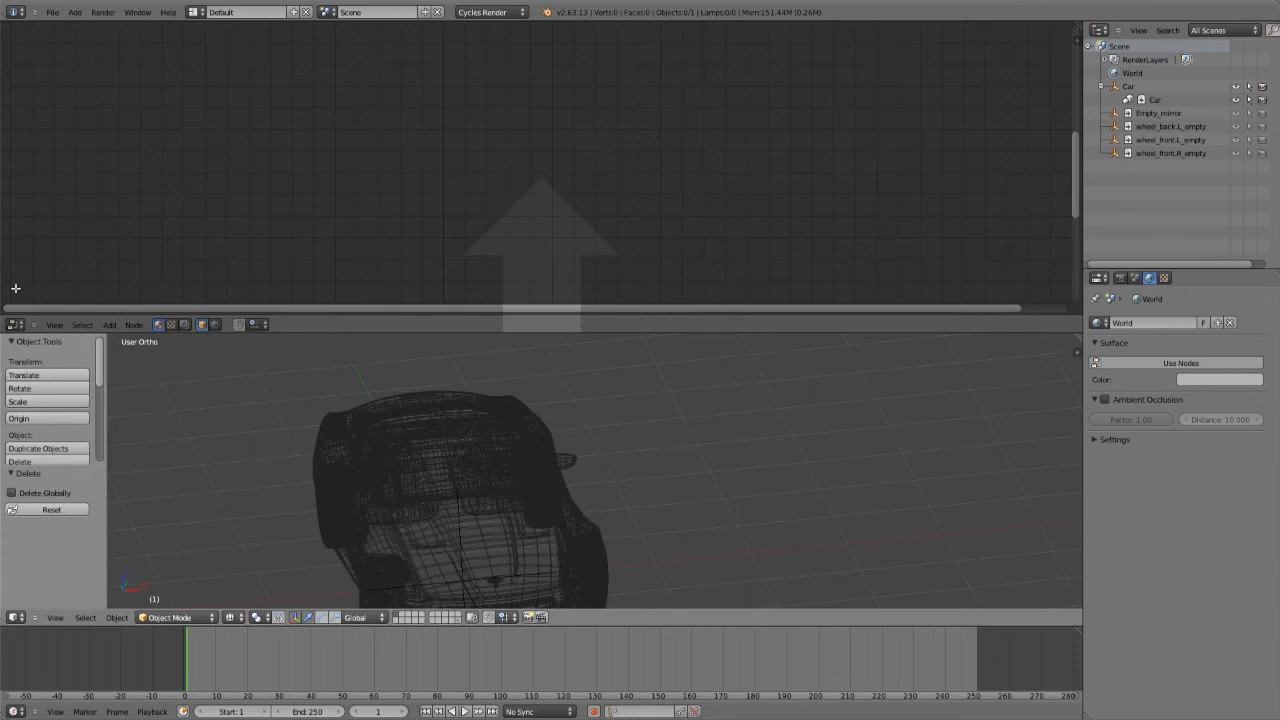 File Add Render Window Help Default Scene Cycles Render v2.63.13 | Verts:0 | Faces:0 | Objects:0/1 | Lamps:0/0 | Mem:151.44M (0.26M)
View Search All Scenes
Scene
RenderLayers
World
Car
Car
Empty_mirror
wheel_back.L_empty
wheel_front.L_empty
wheel_front.R_empty
World
World F
Surface
Use Nodes
Color:
Ambient Occlusion
Factor: 1.00 Distance: 10.000
Settings
View Select Add Node
Object Tools
Transform:
Translate
Rotate
Scale
Origin
Object:
Duplicate Objects
Delete
Delete
Delete Globally
Reset
User Ortho
(1)
View Select Object Object Mode Global
-50 -40 -30 -20 -10 0 10 20 30 40 50 60 70 80 90 100 110 120 130 140 150 160 170 180 190 200 210 220 230 240 250 260 270 280
View Marker Frame Playback Start: 1 End: 250 1 No Sync